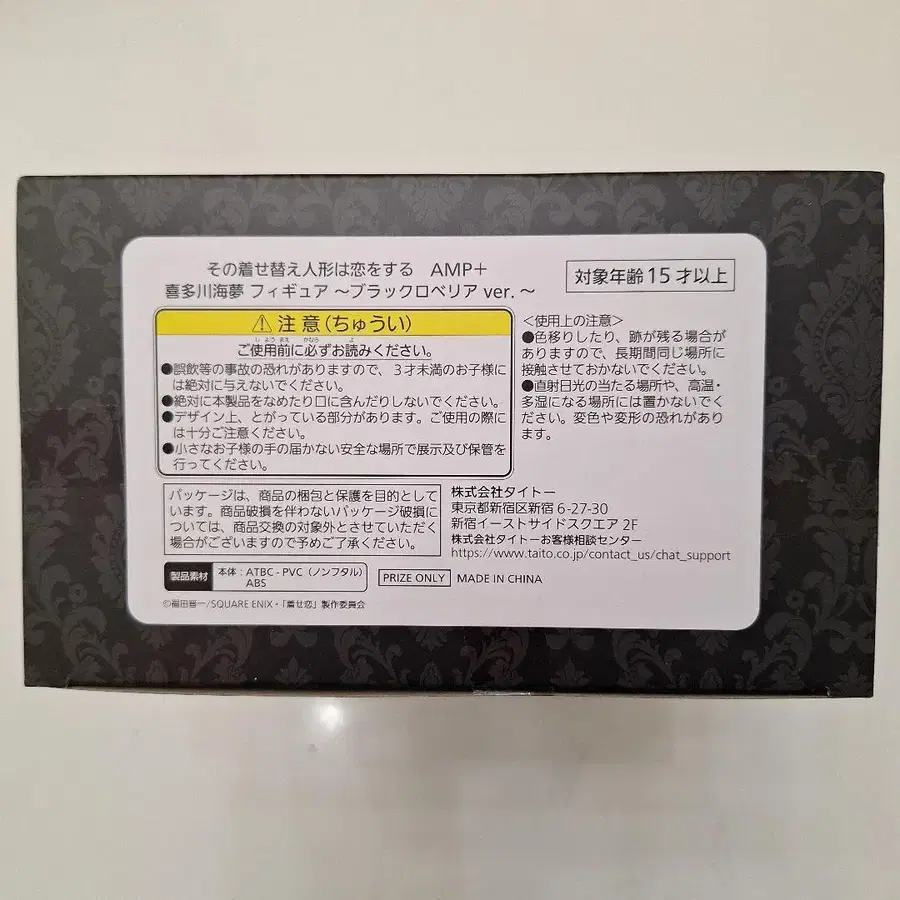 その着せ替え人形は恋をする AMP＋
喜多川海夢 フィギュア ～ブラックロベリア ver.～
対象年齢 15 才以上
⚠ 注意(ちゅうい)
ご使用前に必ずお読みください。
●誤飲等の事故の恐れがありますので、3才未満のお子様に
は絶対に与えないでください。
●絶対に本製品をなめたり口に含んだりしないでください。
●デザイン上、とがっている部分があります。ご使用の際に
は十分ご注意ください。
●小さなお子様の手の届かない安全な場所で展示及び保管を
行ってください。
＜使用上の注意＞
●色移りしたり、跡が残る場合が
ありますので、長期間同じ場所に
接触させておかないでください。
●直射日光の当たる場所や、高温・
多湿になる場所には置かないでくだ
さい。変色や変形の恐れがあり
ます。
パッケージは、商品の梱包と保護を目的として
います。商品破損を伴わないパッケージ破損に
ついては、商品交換の対象外とさせていただく
場合がございますので予めご了承ください。
株式会社タイトー
東京都新宿区新宿 6-27-30
新宿イーストサイドスクエア 2F
株式会社タイトーお客様相談センター
https://www.taito.co.jp/contact_us/chat_support
製品素材 本体：ATBC-PVC（ノンフタル）
ABS
PRIZE ONLY MADE IN CHINA
©福田晋一/SQUARE ENIX・「着せ恋」製作委員会